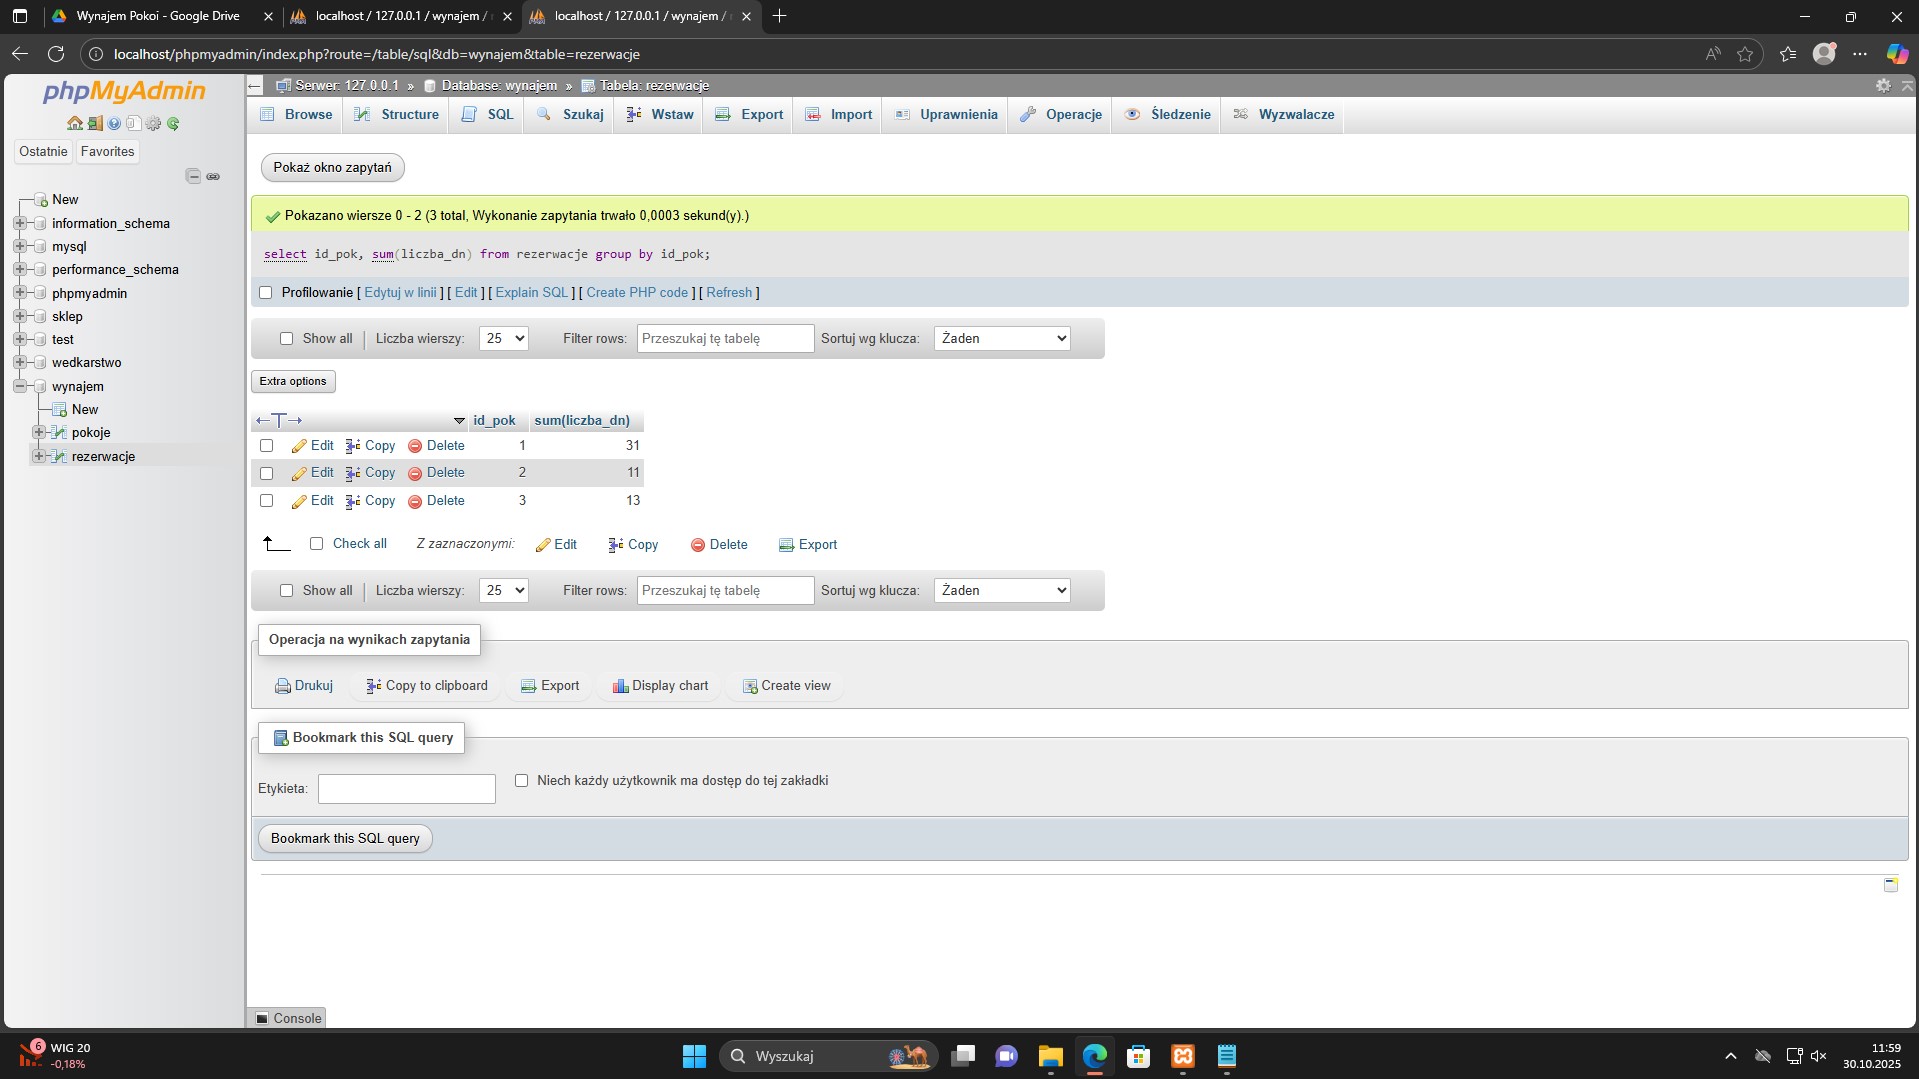 Wynajem Pokoi - Google Drive
localhost / 127.0.0.1 / wynajem /
localhost / 127.0.0.1 / wynajem /
localhost/phpmyadmin/index.php?route=/table/sql&db=wynajem&table=rezerwacje
phpMyAdmin
Ostatnie Favorites
New
information_schema
mysql
performance_schema
phpmyadmin
sklep
test
wedkarstwo
wynajem
New
pokoje
rezerwacje
Serwer: 127.0.0.1 » Database: wynajem » Tabela: rezerwacje
Browse Structure SQL Szukaj Wstaw Export Import Uprawnienia Operacje Śledzenie Wyzwalacze
Pokaż okno zapytań
Pokazano wiersze 0 - 2 (3 total, Wykonanie zapytania trwało 0,0003 sekund(y).)
select id_pok, sum(liczba_dn) from rezerwacje group by id_pok;
Profilowanie [ Edytuj w linii ] [ Edit ] [ Explain SQL ] [ Create PHP code ] [ Refresh ]
Show all Liczba wierszy: 25 Filter rows: Przeszukaj tę tabelę Sortuj wg klucza: Żaden
Extra options
←T→ id_pok sum(liczba_dn)
Edit Copy Delete 1 31
Edit Copy Delete 2 11
Edit Copy Delete 3 13
Check all Z zaznaczonymi: Edit Copy Delete Export
Show all Liczba wierszy: 25 Filter rows: Przeszukaj tę tabelę Sortuj wg klucza: Żaden
Operacja na wynikach zapytania
Drukuj Copy to clipboard Export Display chart Create view
Bookmark this SQL query
Etykieta: Niech każdy użytkownik ma dostęp do tej zakładki
Bookmark this SQL query
Console
6 WIG 20
-0,18%
Wyszukaj
11:59
30.10.2025